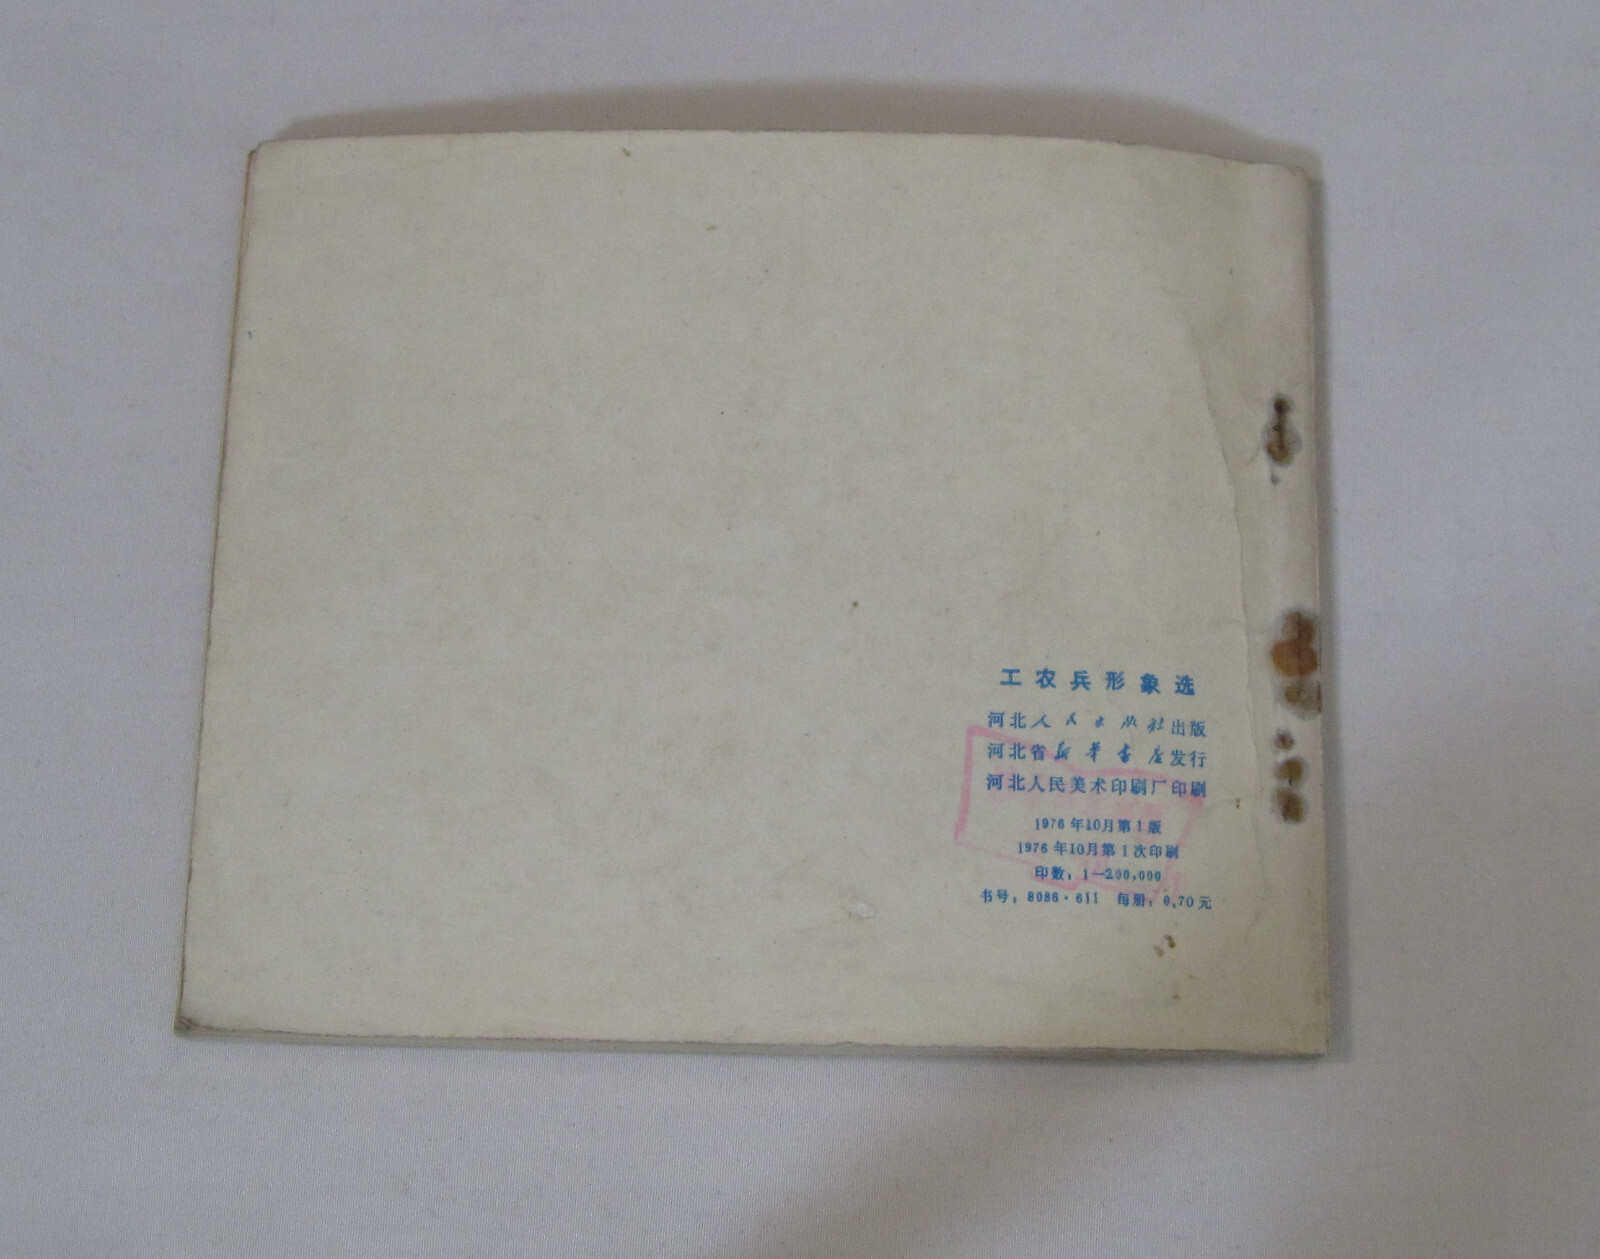 工农兵形象选
河北人民出版社出版
河北省新华书店发行
河北人民美术印刷厂印刷
1976年10月第1版
1976年10月第1次印刷
印数：1—200,000
书号：8086·611 每册：0.70元